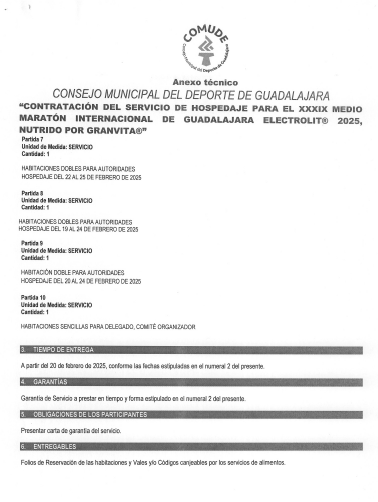 COMUDE
Consejo Municipal del Deporte de Guadalajara
Anexo técnico
CONSEJO MUNICIPAL DEL DEPORTE DE GUADALAJARA
"CONTRATACIÓN DEL SERVICIO DE HOSPEDAJE PARA EL XXXIX MEDIO
MARATÓN INTERNACIONAL DE GUADALAJARA ELECTROLIT® 2025,
NUTRIDO POR GRANVITA®"
Partida 7
Unidad de Medida: SERVICIO
Cantidad: 1
HABITACIONES DOBLES PARA AUTORIDADES
HOSPEDAJE DEL 22 AL 25 DE FEBRERO DE 2025
Partida 8
Unidad de Medida: SERVICIO
Cantidad: 1
HABITACIONES DOBLES PARA AUTORIDADES
HOSPEDAJE DEL 19 AL 24 DE FEBRERO DE 2025
Partida 9
Unidad de Medida: SERVICIO
Cantidad: 1
HABITACIÓN DOBLE PARA AUTORIDADES
HOSPEDAJE DEL 20 AL 24 DE FEBRERO DE 2025
Partida 10
Unidad de Medida: SERVICIO
Cantidad: 1
HABITACIONES SENCILLAS PARA DELEGADO, COMITÉ ORGANIZADOR
3. TIEMPO DE ENTREGA
A partir del 20 de febrero de 2025, conforme las fechas estipuladas en el numeral 2 del presente.
4. GARANTÍAS
Garantía de Servicio a prestar en tiempo y forma estipulado en el numeral 2 del presente.
5. OBLIGACIONES DE LOS PARTICIPANTES
Presentar carta de garantía del servicio.
6. ENTREGABLES
Folios de Reservación de las habitaciones y Vales y/o Códigos canjeables por los servicios de alimentos.